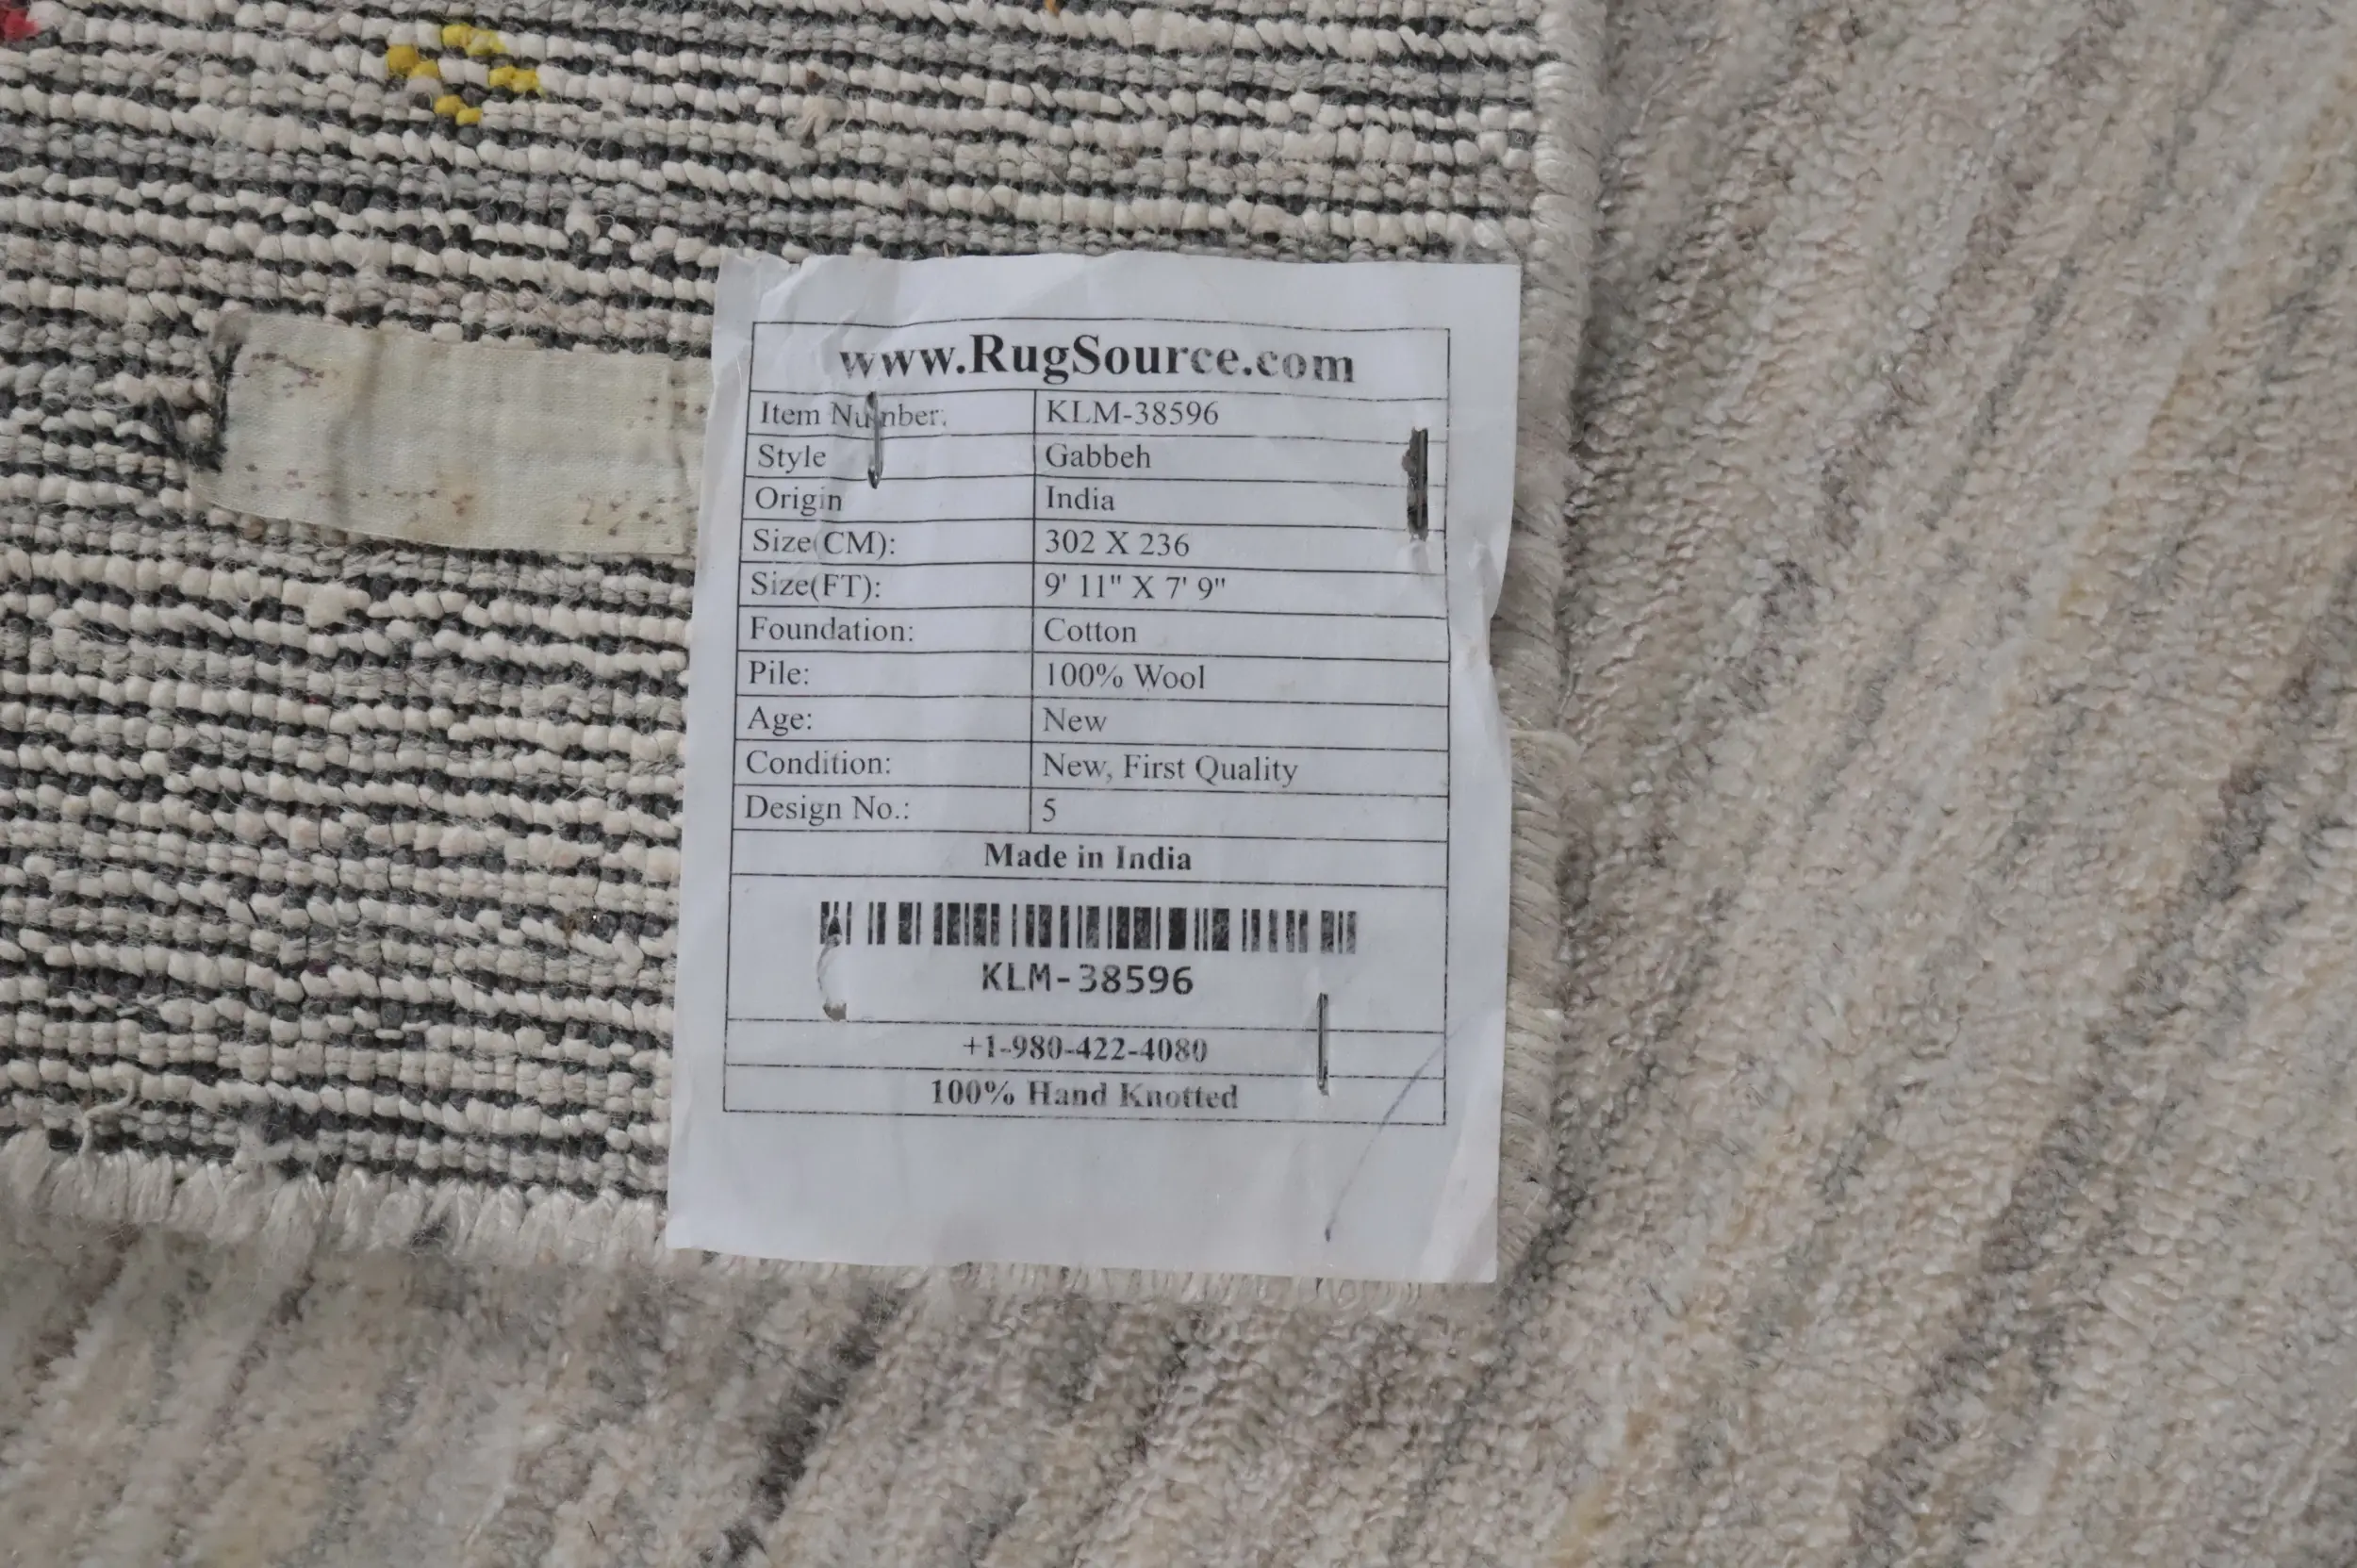 www.RugSource.com
Item Number: KLM-38596
Style Gabbeh
Origin India
Size(CM): 302 X 236
Size(FT): 9' 11" X 7' 9"
Foundation: Cotton
Pile: 100% Wool
Age: New
Condition: New, First Quality
Design No.: 5
Made in India
KLM-38596
+1-980-422-4080
100% Hand Knotted